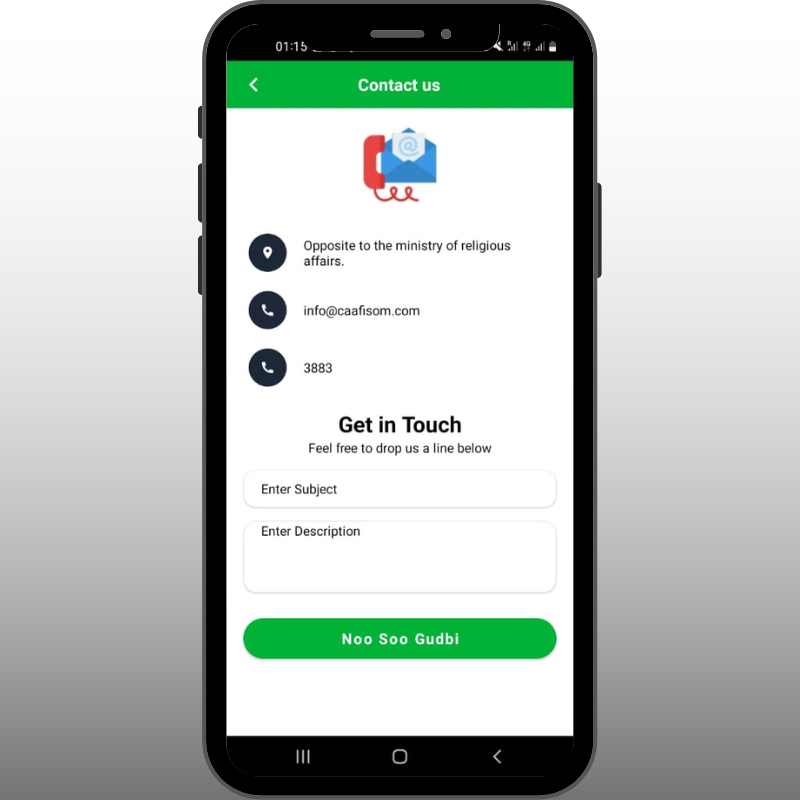 01:15
4G
Contact us
@
Opposite to the ministry of religious
affairs.
info@caafisom.com
3883
Get in Touch
Feel free to drop us a line below
Enter Subject
Enter Description
Noo Soo Gudbi